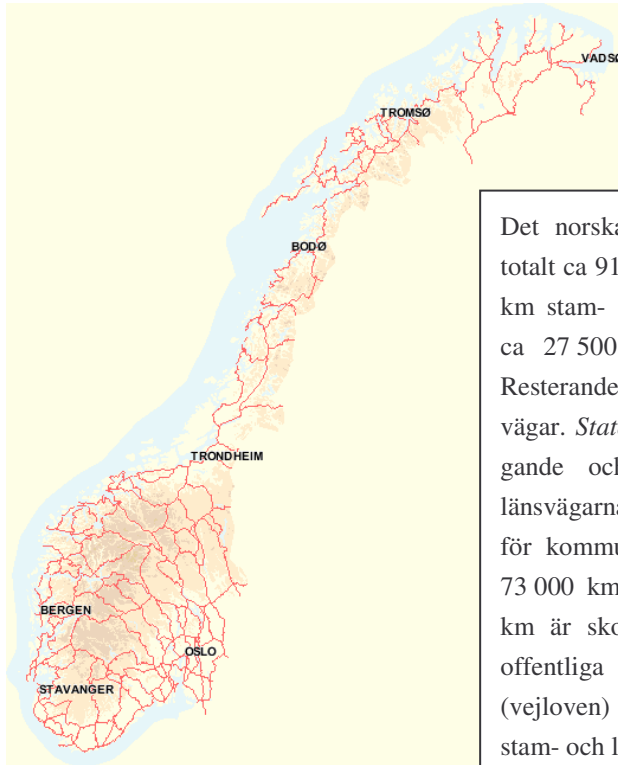 VADSØ
TROMSØ
BODØ
TRONDHEIM
BERGEN
OSLO
STAVANGER
Det norska
totalt ca 91
km stam-
ca 27 500
Resterande
vägar. Stat
gande och
länsvägarna
för kommu
73 000 km
km är sko
offentliga
(vejloven)
stam- och l